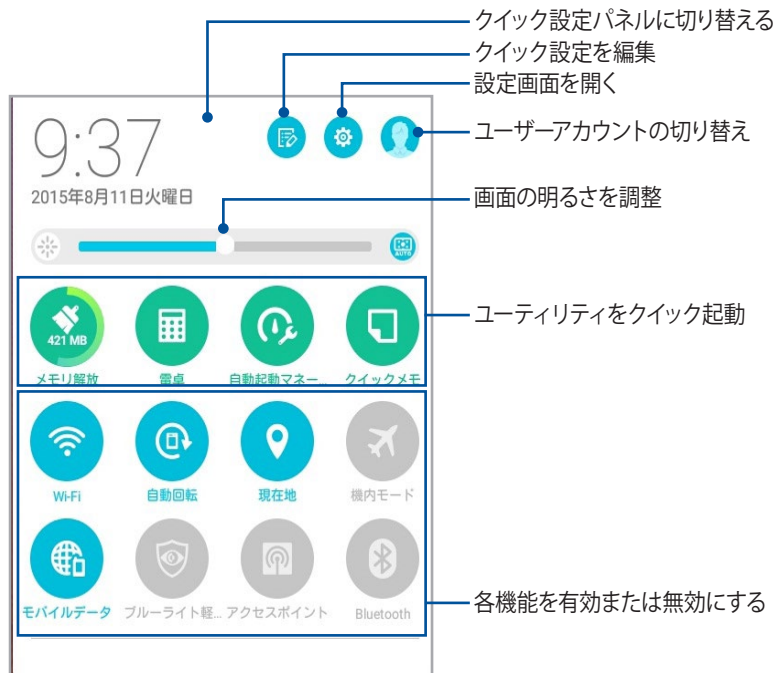 クイック設定パネルに切り替える
クイック設定を編集
設定画面を開く
ユーザーアカウントの切り替え
画面の明るさを調整
ユーティリティをクイック起動
各機能を有効または無効にする
9:37
2015年8月11日火曜日
AUTO
421 MB
メモリ解放 電卓 自動起動マネー... クイックメモ
Wi-Fi 自動回転 現在地 機内モード
モバイルデータ ブルーライト軽... アクセスポイント Bluetooth